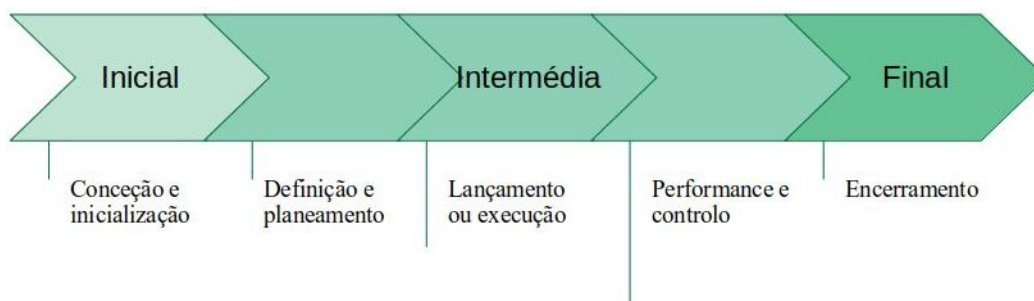 Inicial
Intermédia
Final
Conceção e
inicialização
Definição e
planeamento
Lançamento
ou execução
Performance e
controlo
Encerramento